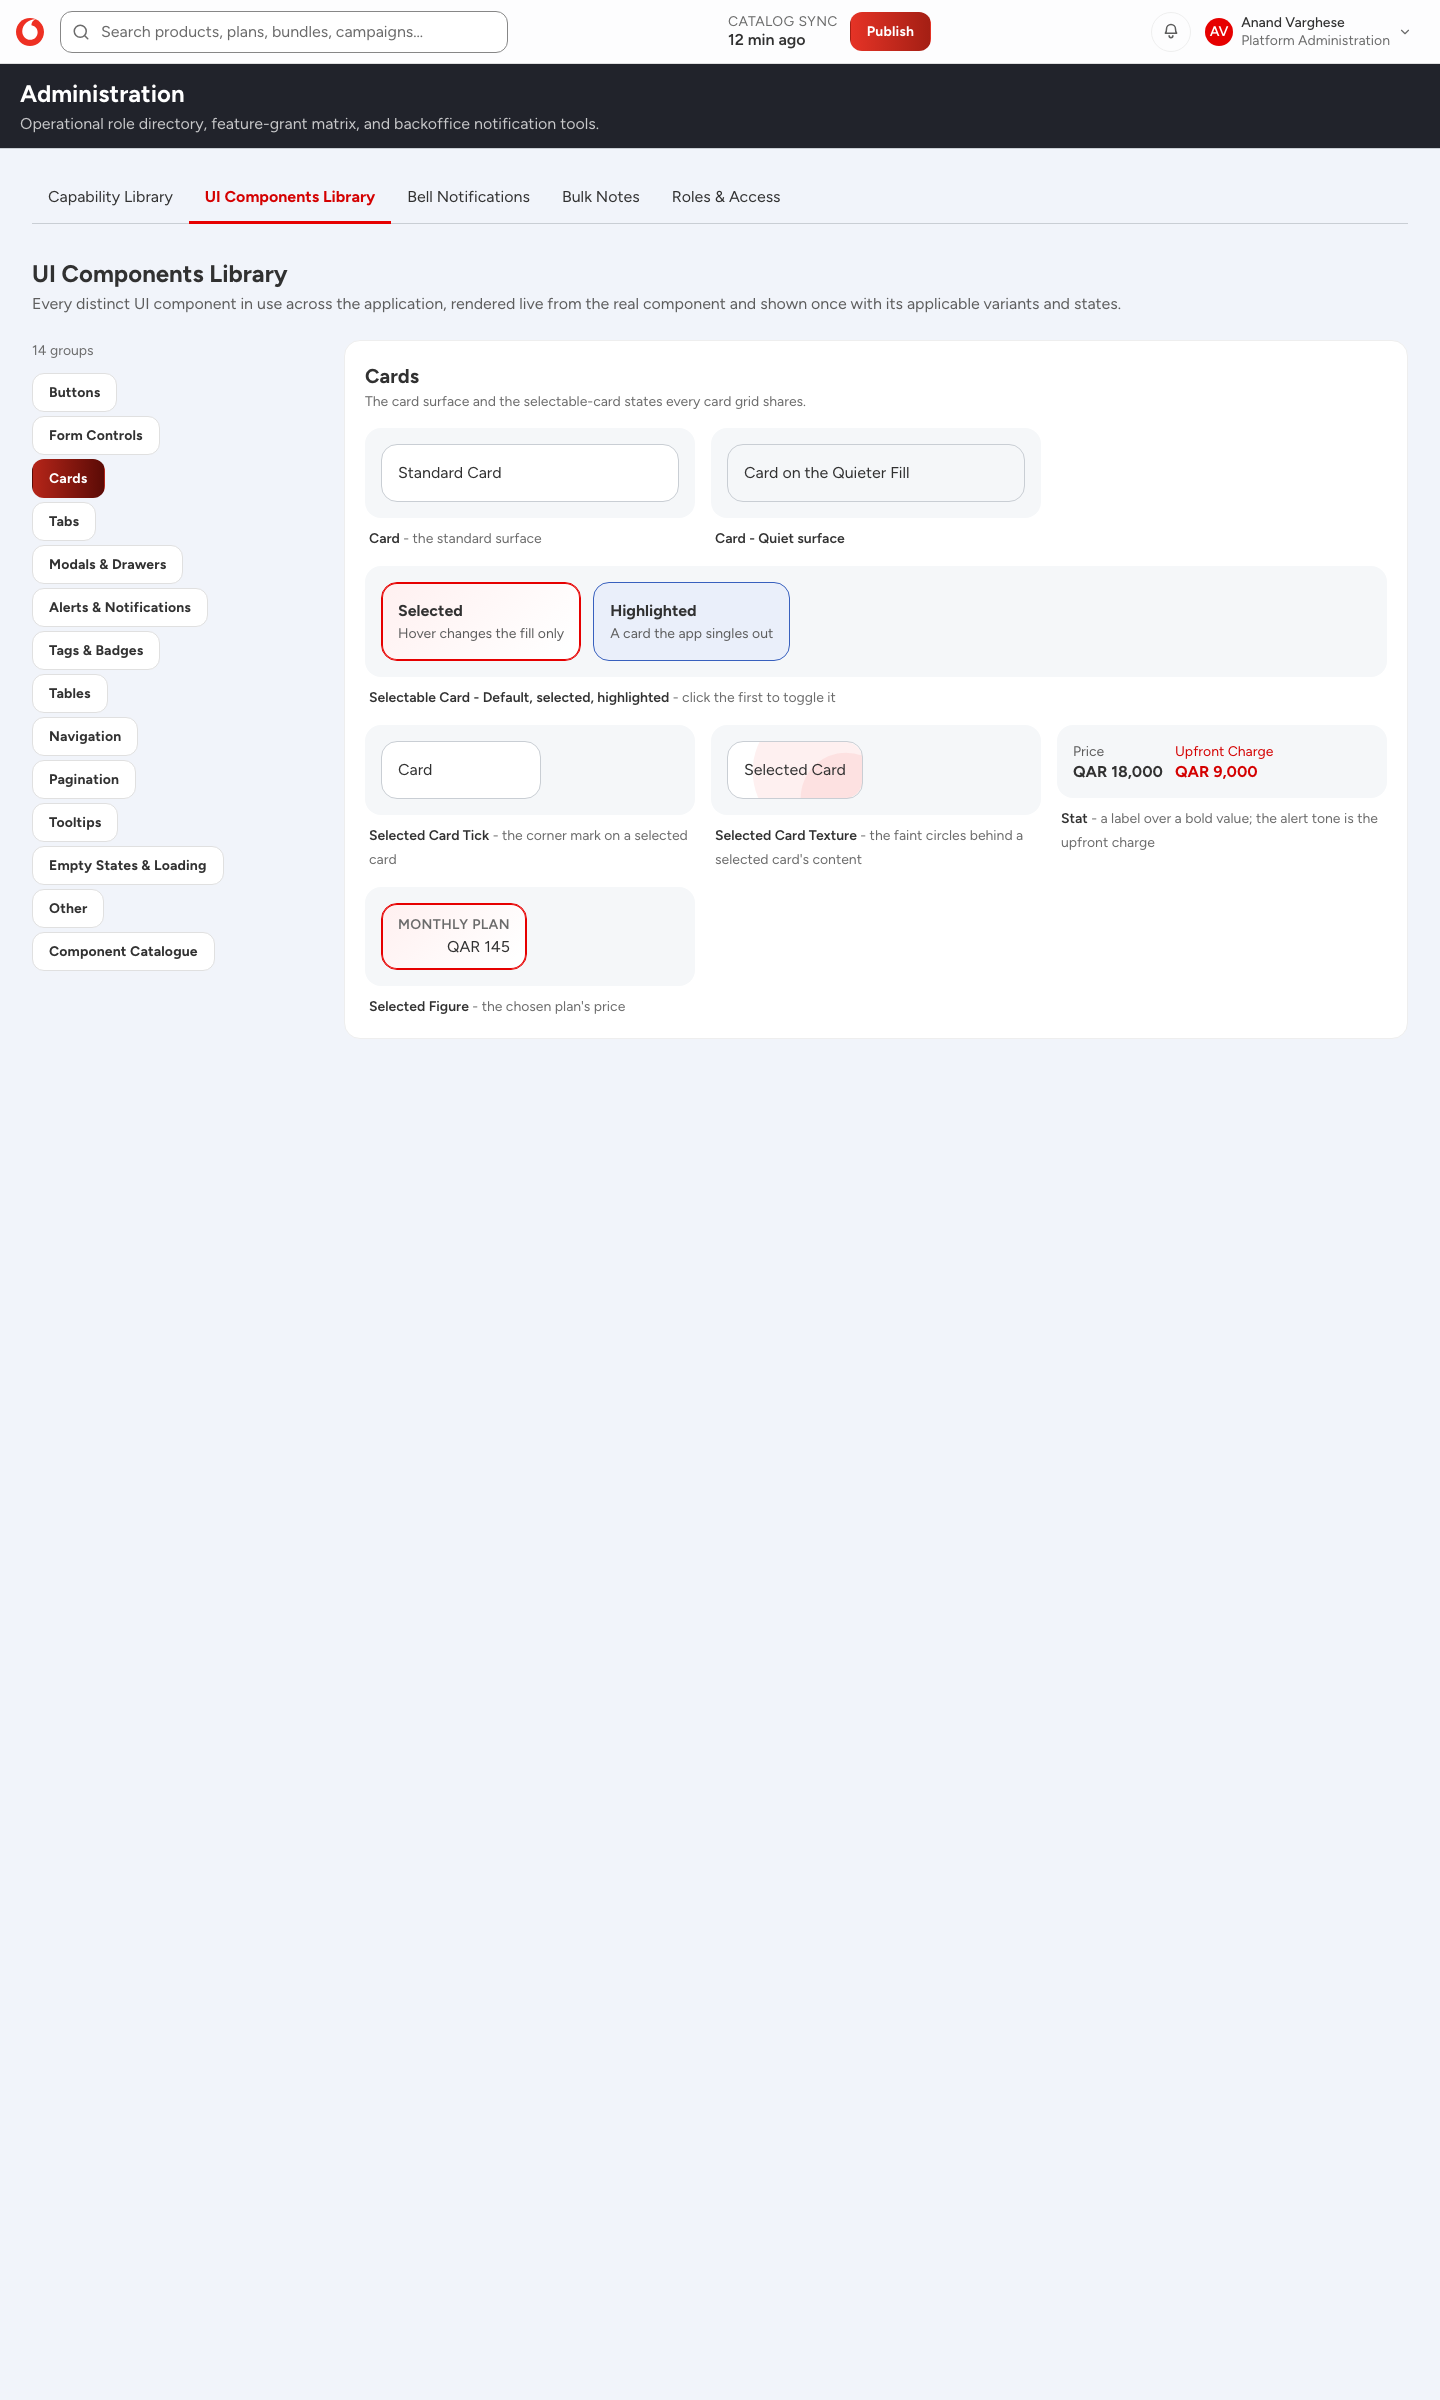 Search products, plans, bundles, campaigns...
CATALOG SYNC
12 min ago
Publish
AV
Anand Varghese
Platform Administration
Administration
Operational role directory, feature-grant matrix, and backoffice notification tools.
Capability Library
UI Components Library
Bell Notifications
Bulk Notes
Roles & Access
UI Components Library
Every distinct UI component in use across the application, rendered live from the real component and shown once with its applicable variants and states.
14 groups
Buttons
Form Controls
Cards
Tabs
Modals & Drawers
Alerts & Notifications
Tags & Badges
Tables
Navigation
Pagination
Tooltips
Empty States & Loading
Other
Component Catalogue
Cards
The card surface and the selectable-card states every card grid shares.
Standard Card
Card - the standard surface
Card on the Quieter Fill
Card - Quiet surface
Selected
Hover changes the fill only
Highlighted
A card the app singles out
Selectable Card - Default, selected, highlighted - click the first to toggle it
Card
Selected Card Tick - the corner mark on a selected
card
Selected Card
Selected Card Texture - the faint circles behind a
selected card's content
Price
QAR 18,000
Upfront Charge
QAR 9,000
Stat - a label over a bold value; the alert tone is the
upfront charge
MONTHLY PLAN
QAR 145
Selected Figure - the chosen plan's price